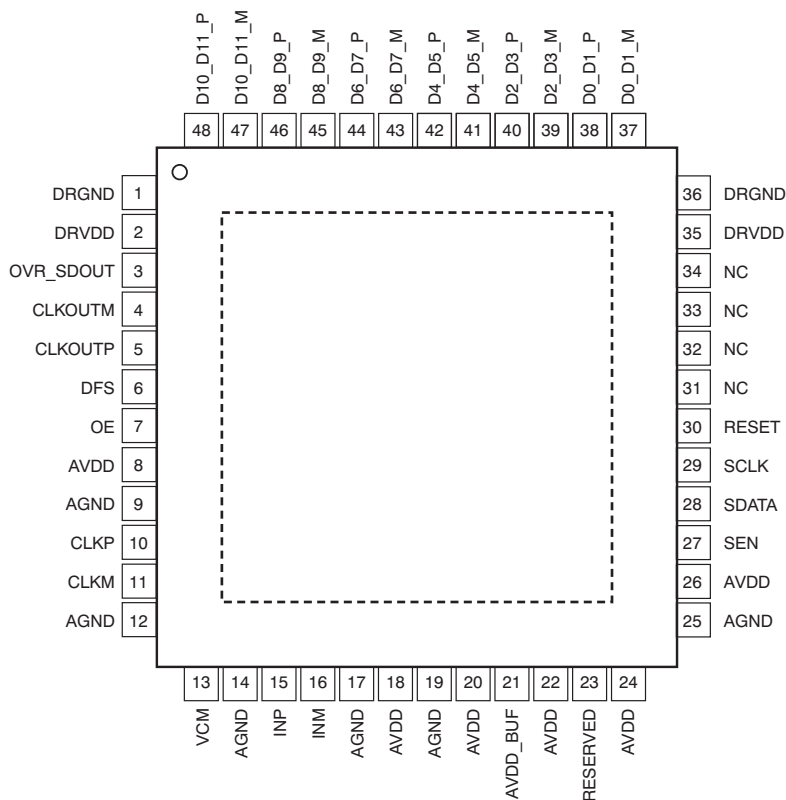 D10_D11_P
D10_D11_M
D8_D9_P
D8_D9_M
D6_D7_P
D6_D7_M
D4_D5_P
D4_D5_M
D2_D3_P
D2_D3_M
D0_D1_P
D0_D1_M
48 47 46 45 44 43 42 41 40 39 38 37
DRGND 1
DRVDD 2
OVR_SDOUT 3
CLKOUTM 4
CLKOUTP 5
DFS 6
OE 7
AVDD 8
AGND 9
CLKP 10
CLKM 11
AGND 12
36 DRGND
35 DRVDD
34 NC
33 NC
32 NC
31 NC
30 RESET
29 SCLK
28 SDATA
27 SEN
26 AVDD
25 AGND
13 14 15 16 17 18 19 20 21 22 23 24
VCM
AGND
INP
INM
AGND
AVDD
AGND
AVDD
AVDD_BUF
AVDD
RESERVED
AVDD